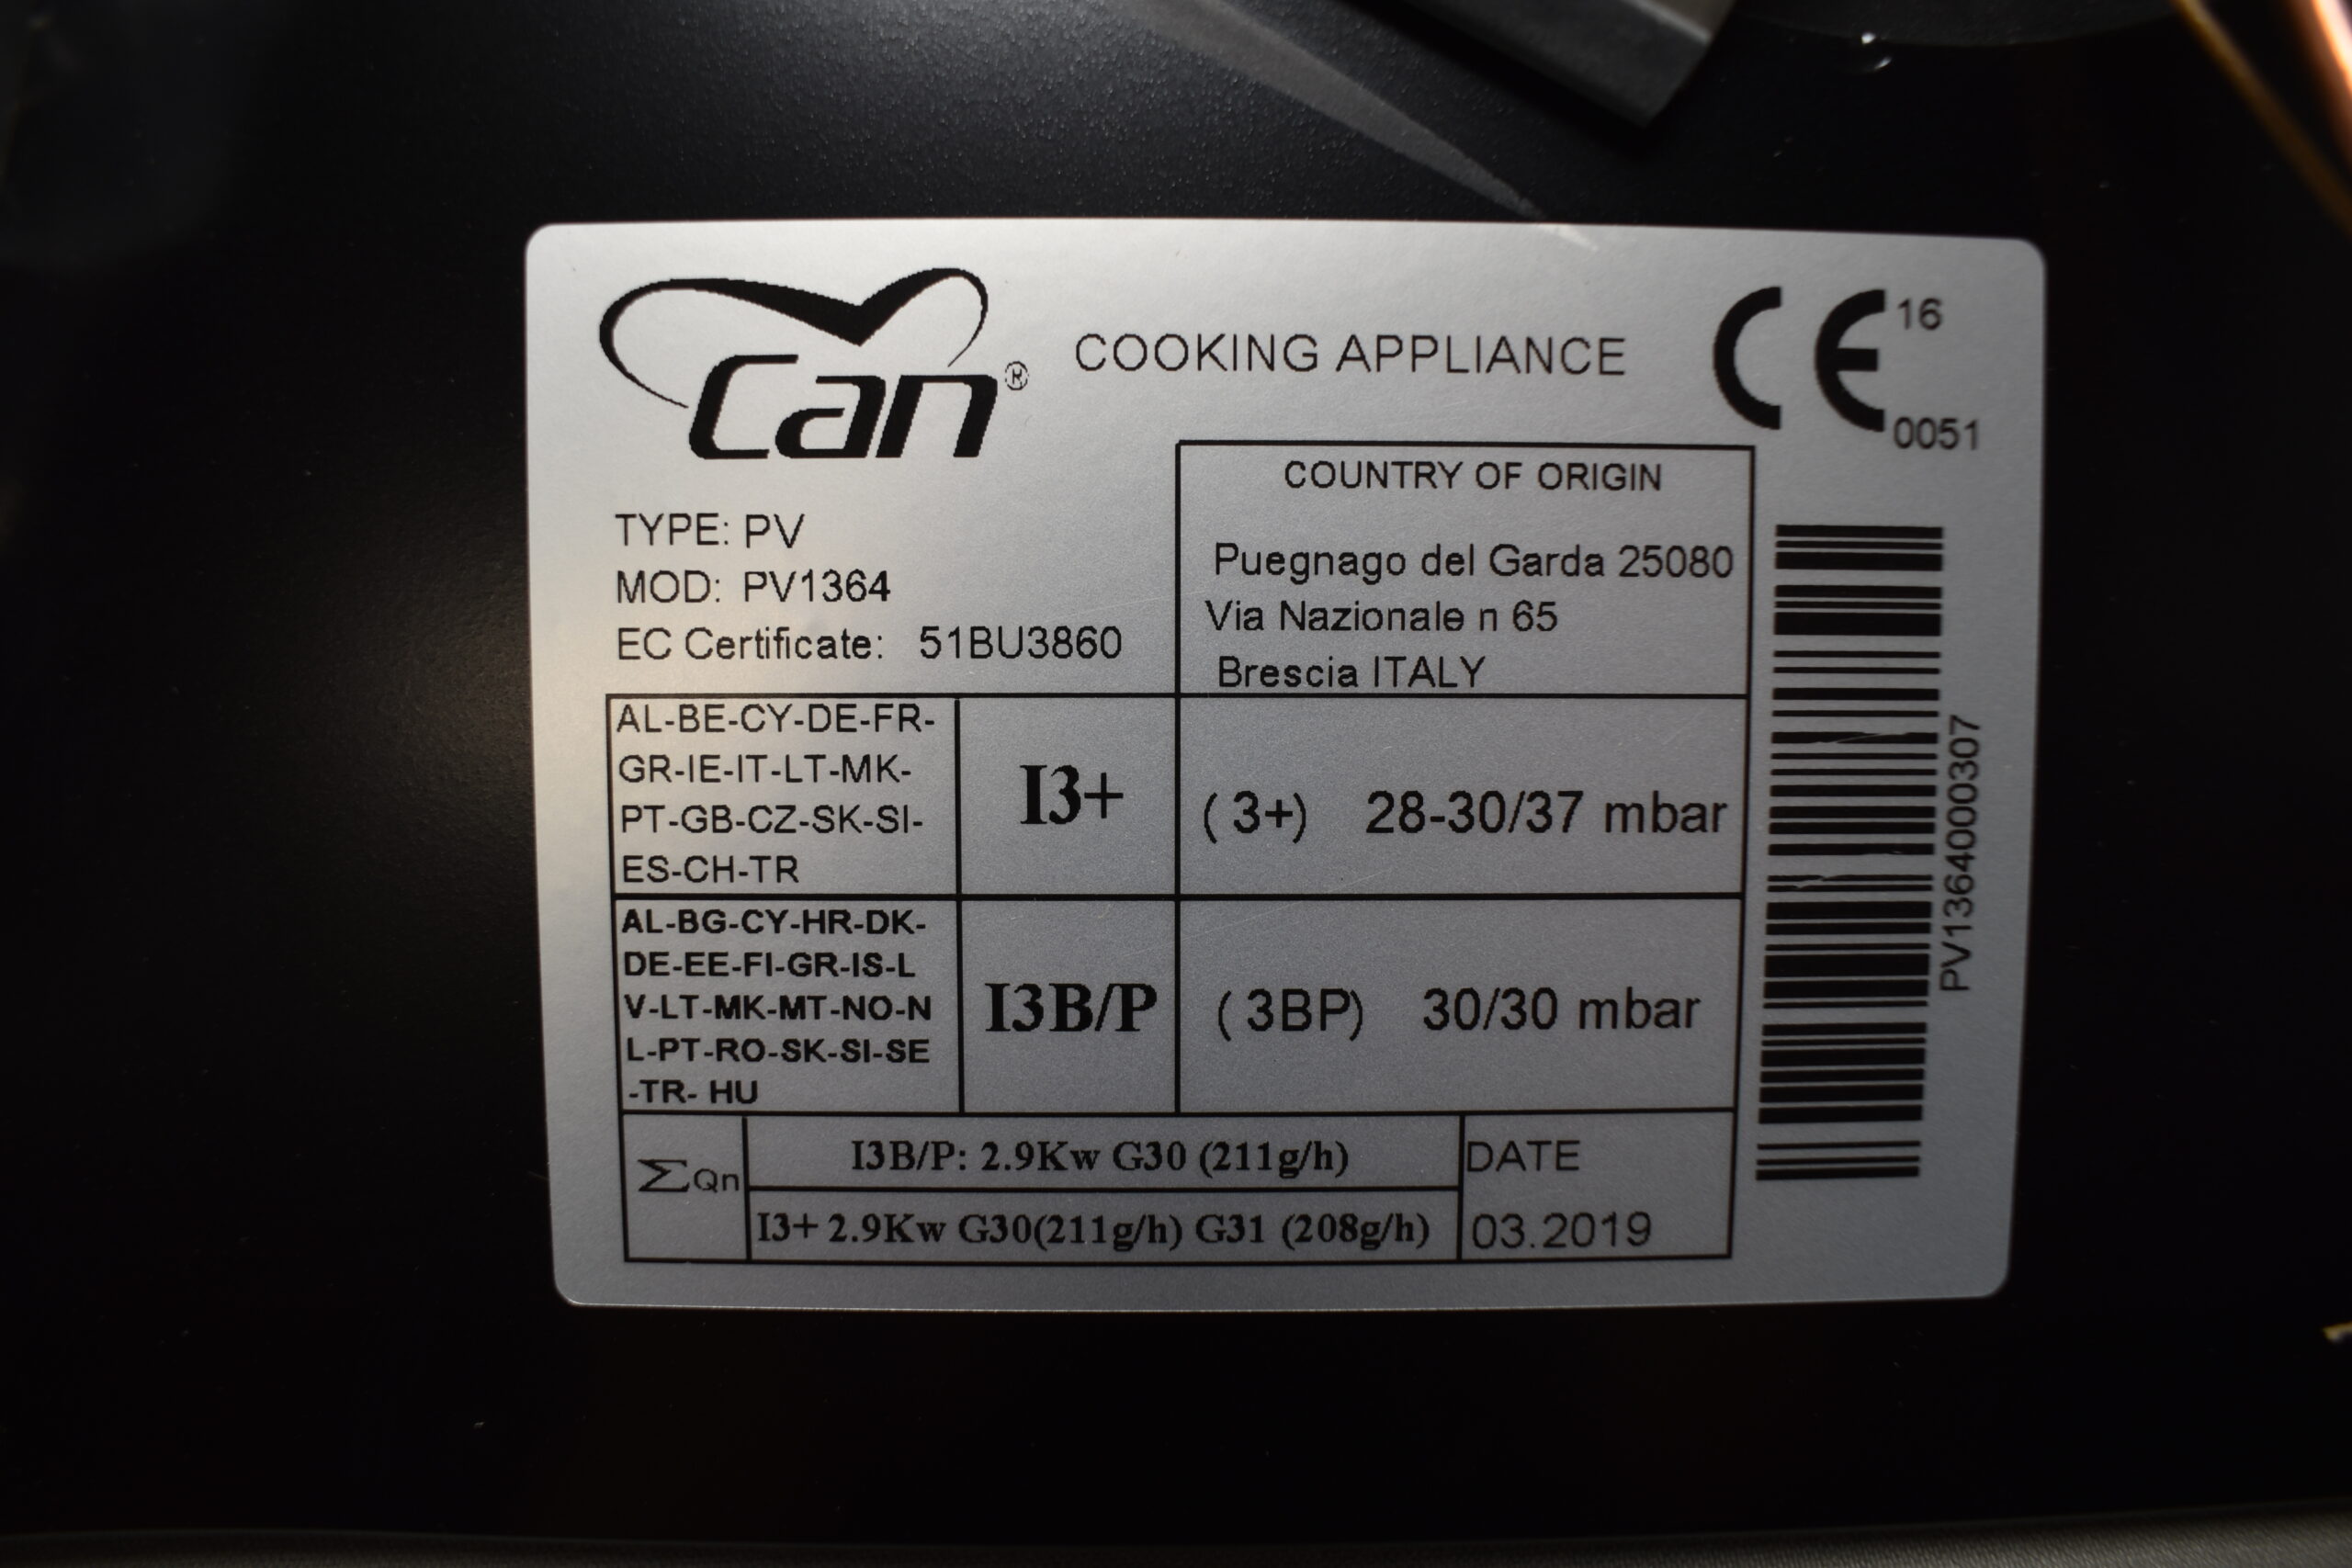 Can®
COOKING APPLIANCE
CE 16
0051
TYPE: PV
MOD: PV1364
EC Certificate: 51BU3860
COUNTRY OF ORIGIN
Puegnago del Garda 25080
Via Nazionale n 65
Brescia ITALY
AL-BE-CY-DE-FR-
GR-IE-IT-LT-MK-
PT-GB-CZ-SK-SI-
ES-CH-TR
I3+
(3+) 28-30/37 mbar
AL-BG-CY-HR-DK-
DE-EE-FI-GR-IS-L
V-LT-MK-MT-NO-N
L-PT-RO-SK-SI-SE
-TR- HU
I3B/P
(3BP) 30/30 mbar
ΣQn
I3B/P: 2.9Kw G30 (211g/h)
I3+ 2.9Kw G30(211g/h) G31 (208g/h)
DATE
03.2019
PV1364000307